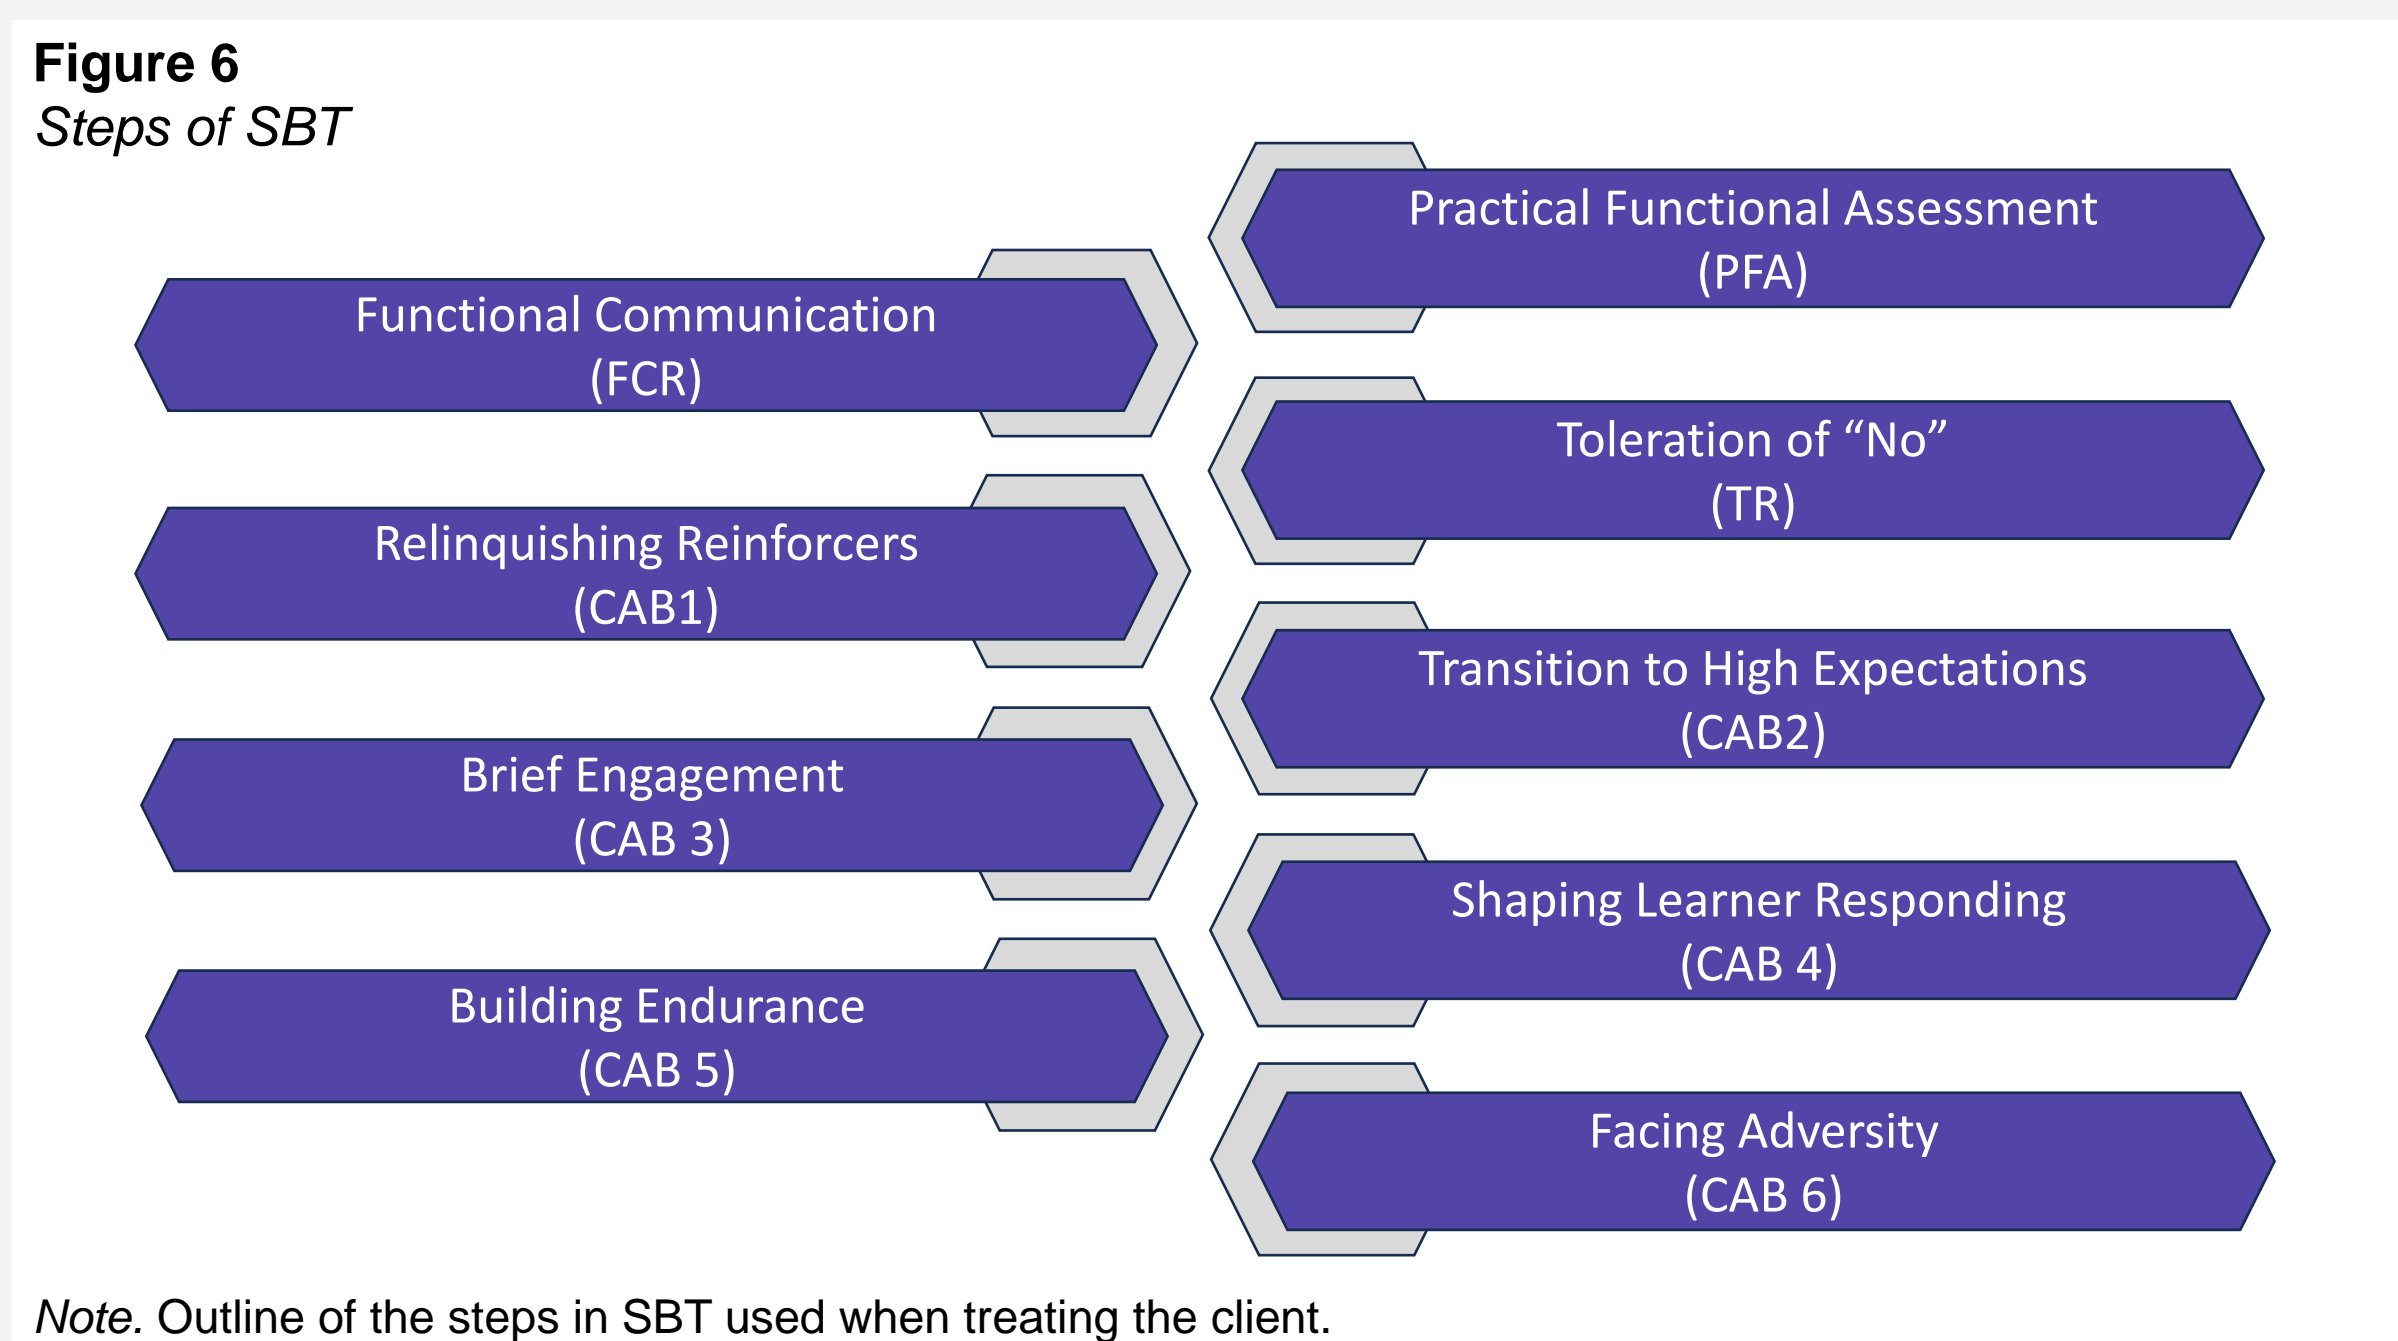 Figure 6
Steps of SBT
Practical Functional Assessment
(PFA)
Functional Communication
(FCR)
Toleration of “No”
(TR)
Relinquishing Reinforcers
(CAB1)
Transition to High Expectations
(CAB2)
Brief Engagement
(CAB 3)
Shaping Learner Responding
(CAB 4)
Building Endurance
(CAB 5)
Facing Adversity
(CAB 6)
Note. Outline of the steps in SBT used when treating the client.